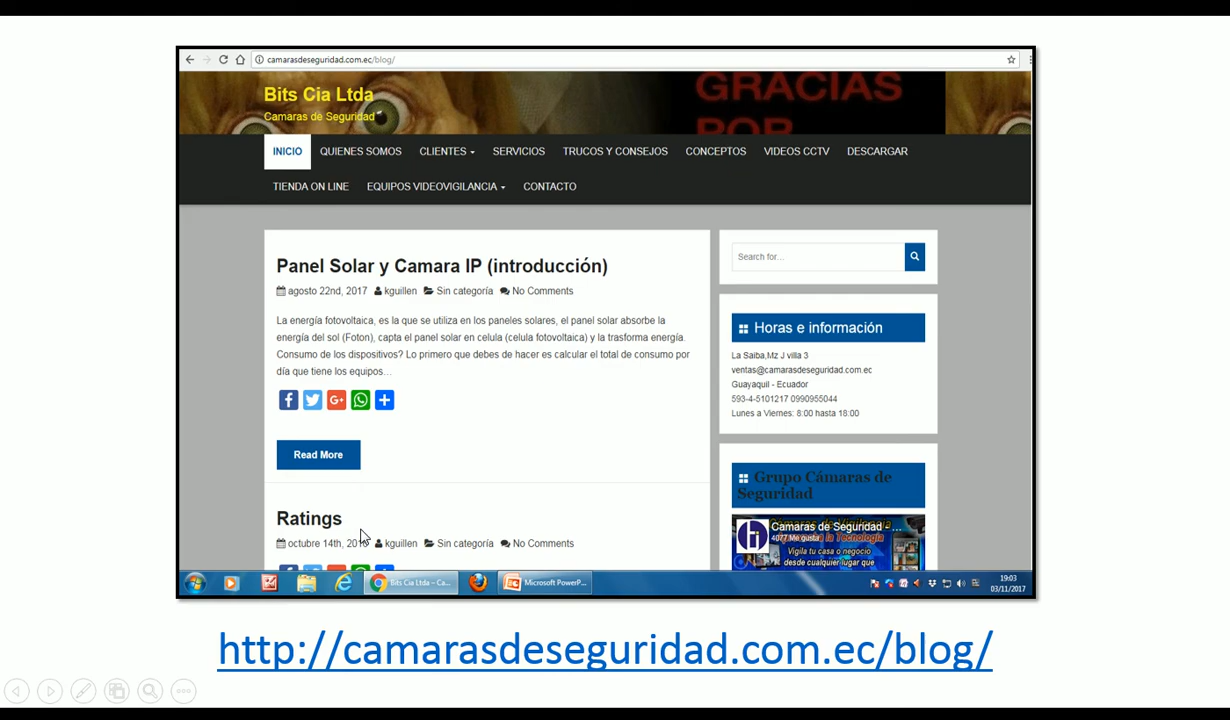 camarasdeseguridad.com.ec/blog/
Bits Cia Ltda
Camaras de Seguridad
GRACIAS
POR
INICIO QUIENES SOMOS CLIENTES SERVICIOS TRUCOS Y CONSEJOS CONCEPTOS VIDEOS CCTV DESCARGAR
TIENDA ON LINE EQUIPOS VIDEOVIGILANCIA CONTACTO
Panel Solar y Camara IP (introducción)
agosto 22nd, 2017 kguillen Sin categoría No Comments
La energía fotovoltaica, es la que se utiliza en los paneles solares, el panel solar absorbe la
energía del sol (Foton), capta el panel solar en celula (celula fotovoltaica) y la trasforma energía.
Consumo de los dispositivos? Lo primero que debes de hacer es calcular el total de consumo por
día que tiene los equipos...
Read More
Ratings
octubre 14th, kguillen Sin categoría No Comments
Search for...
Horas e información
La Saiba,Mz J villa 3
ventas@camarasdeseguridad.com.ec
Guayaquil - Ecuador
593-4-5101217 0990955044
Lunes a Viernes: 8:00 hasta 18:00
Grupo Cámaras de
Seguridad
Camaras de Seguridad - ...
4077 Me gusta
Vigila tu casa o negocio
desde cualquier lugar que
Bits Cia Ltda – Ca...
Microsoft PowerP...
19:03
03/11/2017
http://camarasdeseguridad.com.ec/blog/